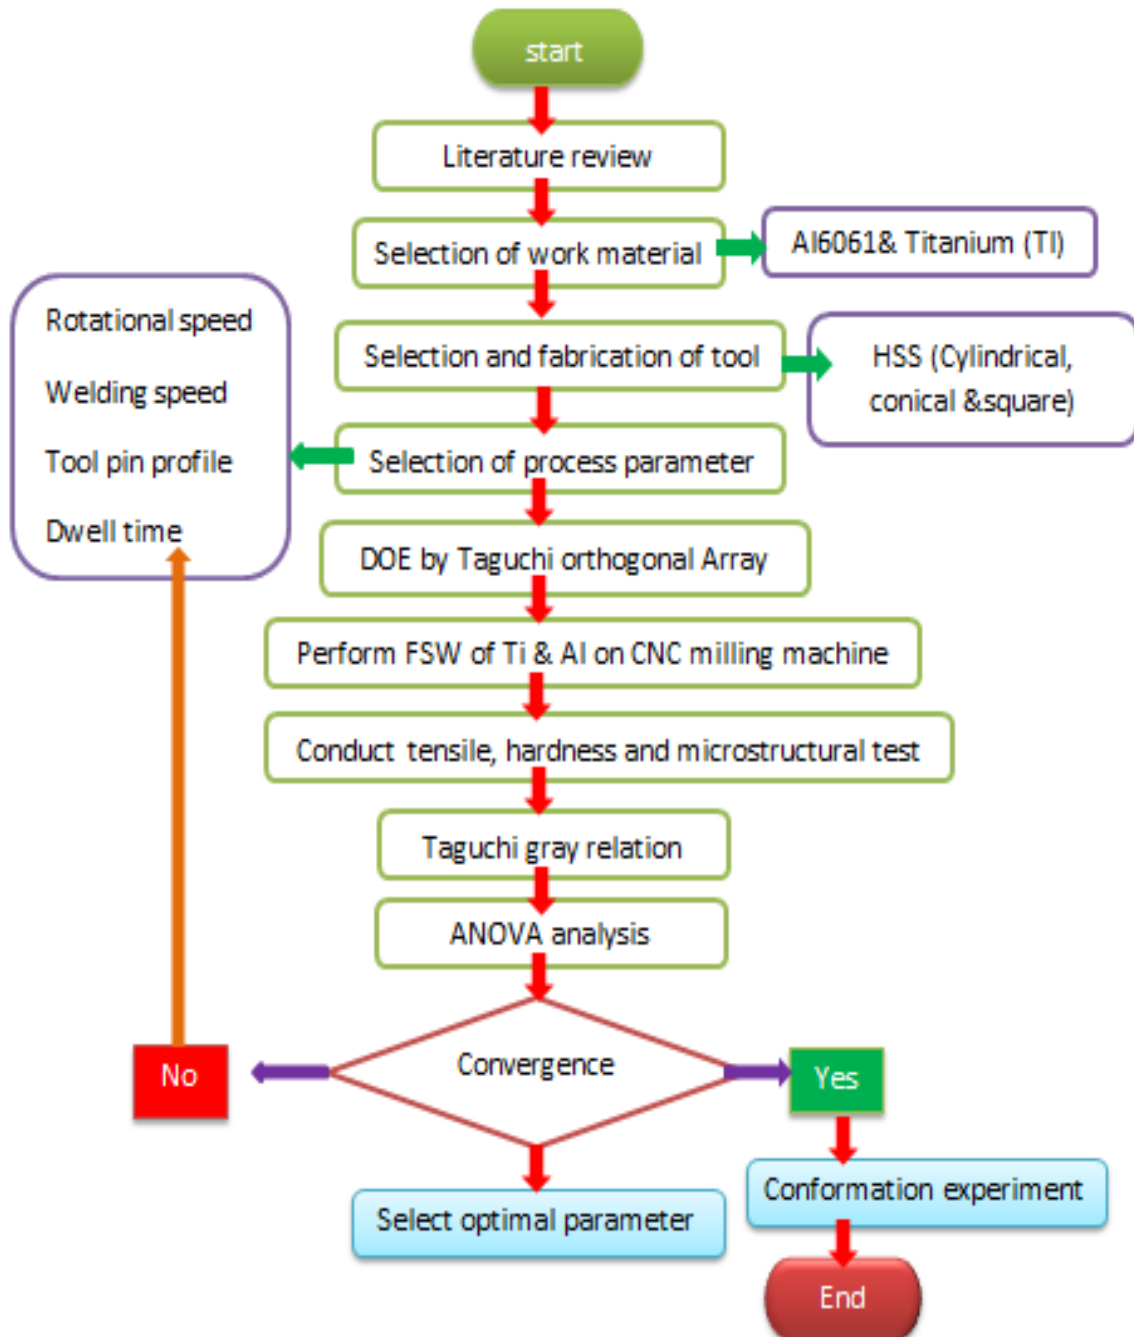 start
Literature review
Selection of work material
Al6061& Titanium (TI)
Selection and fabrication of tool
HSS (Cylindrical,
conical &square)
Rotational speed
Welding speed
Tool pin profile
Dwell time
Selection of process parameter
DOE by Taguchi orthogonal Array
Perform FSW of Ti & Al on CNC milling machine
Conduct tensile, hardness and microstructural test
Taguchi gray relation
ANOVA analysis
Convergence
No
Yes
Select optimal parameter
Conformation experiment
End